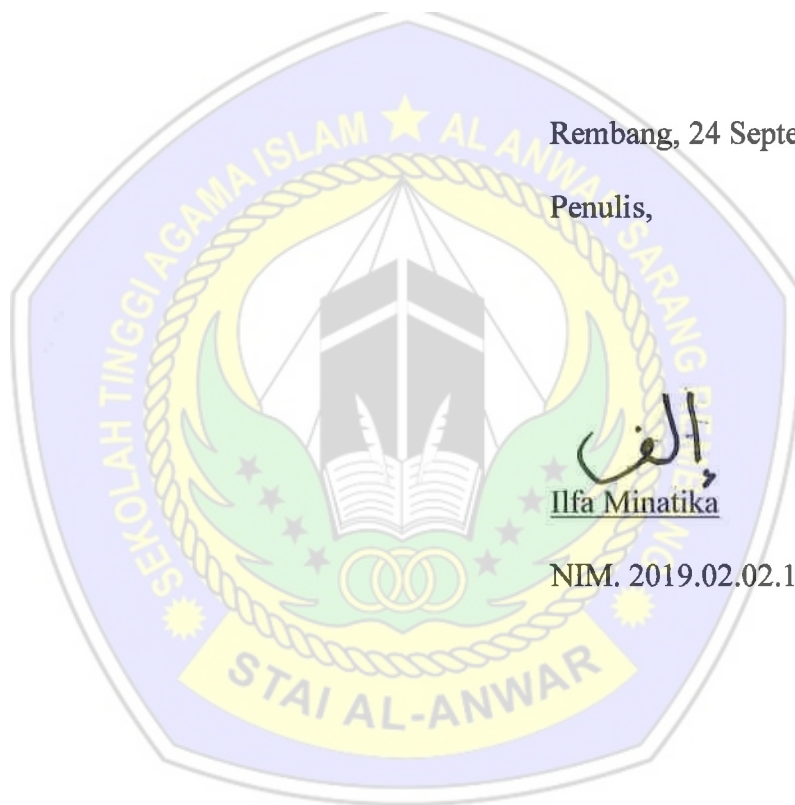 SEKOLAH TINGGI AGAMA ISLAM ★ AL ANWAR SARANG REMBANG
Rembang, 24 Septe
Penulis,
إلف
Ilfa Minatika
NIM. 2019.02.02.1
STAI AL-ANWAR